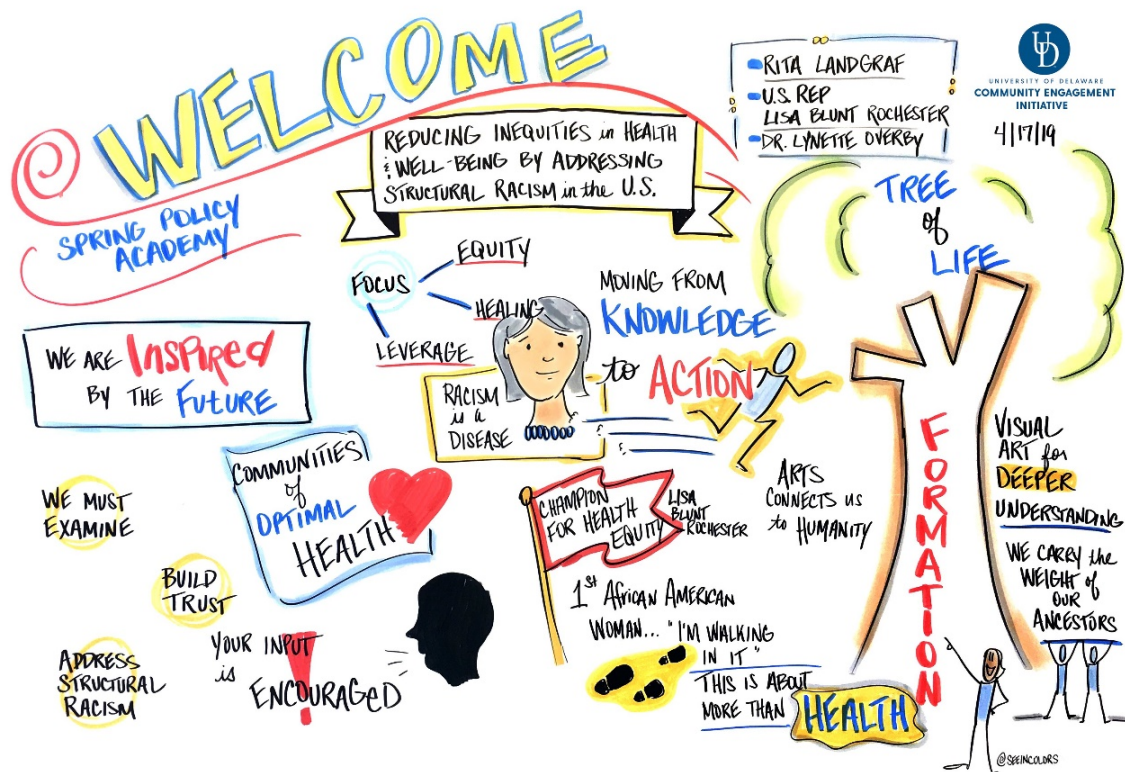 WELCOME
SPRING POLICY
ACADEMY
REDUCING INEQUITIES in HEALTH
& WELL-BEING BY ADDRESSING
STRUCTURAL RACISM in the U.S.
RITA LANDGRAF
U.S. REP
LISA BLUNT ROCHESTER
DR. LYNETTE OVERBY
UD
UNIVERSITY OF DELAWARE
COMMUNITY ENGAGEMENT
INITIATIVE
4/17/19
FOCUS
EQUITY
HEALING
LEVERAGE
RACISM
is a
DISEASE
MOVING FROM
KNOWLEDGE
to ACTION
WE ARE INSPIRED
BY THE FUTURE
COMMUNITIES
of
OPTIMAL
HEALTH
WE MUST
EXAMINE
BUILD
TRUST
ADDRESS
STRUCTURAL
RACISM
YOUR INPUT
is
ENCOURAGED
!
CHAMPION
FOR HEALTH
EQUITY
LISA
BLUNT
ROCHESTER
1st African American
WOMAN... "I'M WALKING
IN IT"
THIS IS ABOUT
MORE THAN
HEALTH
ARTS
CONNECTS US
to HUMANITY
TREE
of
LIFE
FORMATION
VISUAL
ART for
DEEPER
UNDERSTANDING
WE CARRY the
WEIGHT of
OUR
ANCESTORS
@SEEINCOLORS